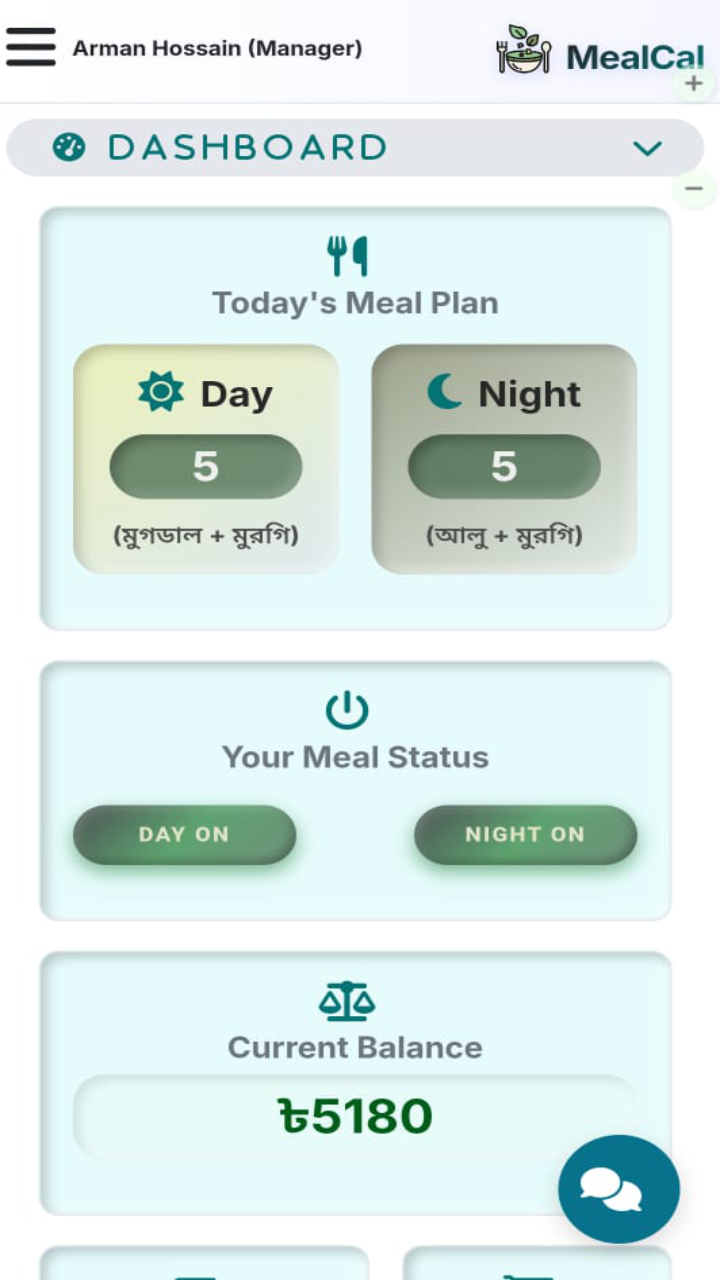 Arman Hossain (Manager)
MealCal
+
DASHBOARD
−
Today's Meal Plan
Day
Night
5
5
(মুগডাল + মুরগি)
(আলু + মুরগি)
Your Meal Status
DAY ON
NIGHT ON
Current Balance
৳5180